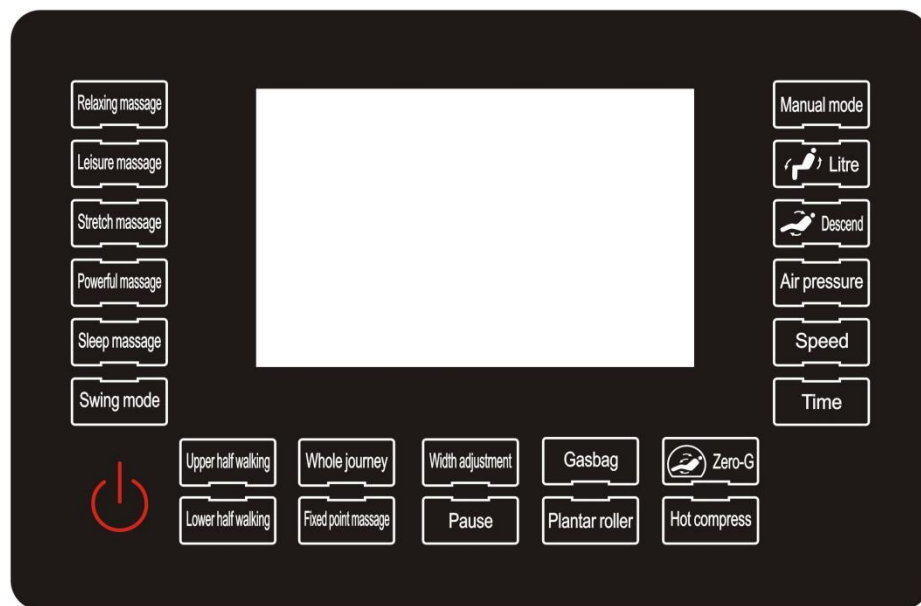 Relaxing massage
Leisure massage
Stretch massage
Powerful massage
Sleep massage
Swing mode
Manual mode
Litre
Descend
Air pressure
Speed
Time
Upper half walking
Whole journey
Width adjustment
Gasbag
Zero-G
Lower half walking
Fixed point massage
Pause
Plantar roller
Hot compress